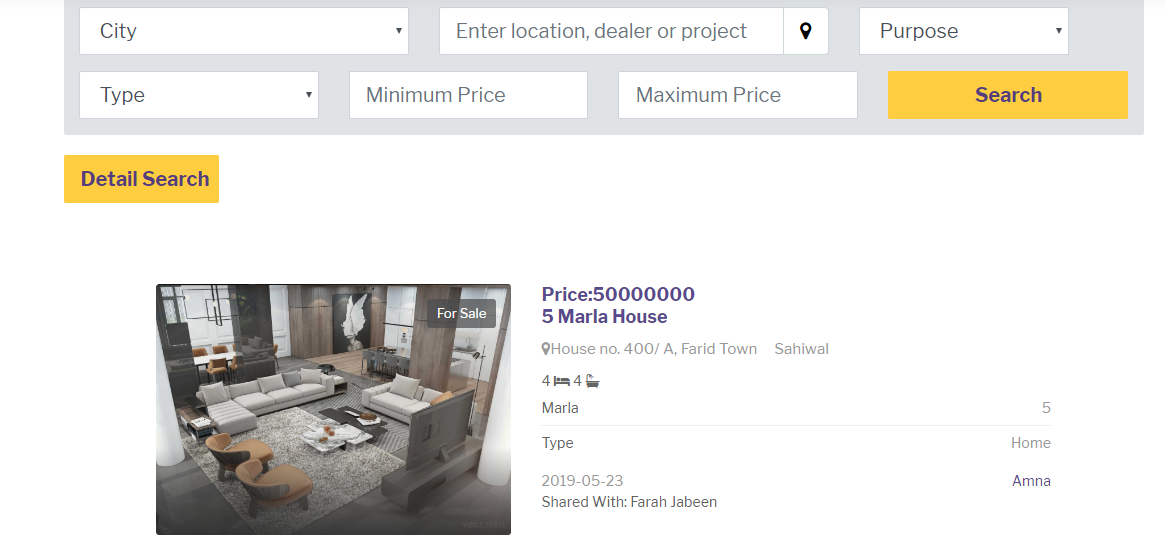 City
Enter location, dealer or project
Purpose
Type
Minimum Price
Maximum Price
Search
Detail Search
For Sale
Price:50000000
5 Marla House
House no. 400/ A, Farid Town Sahiwal
4 4
Marla 5
Type Home
2019-05-23 Amna
Shared With: Farah Jabeen